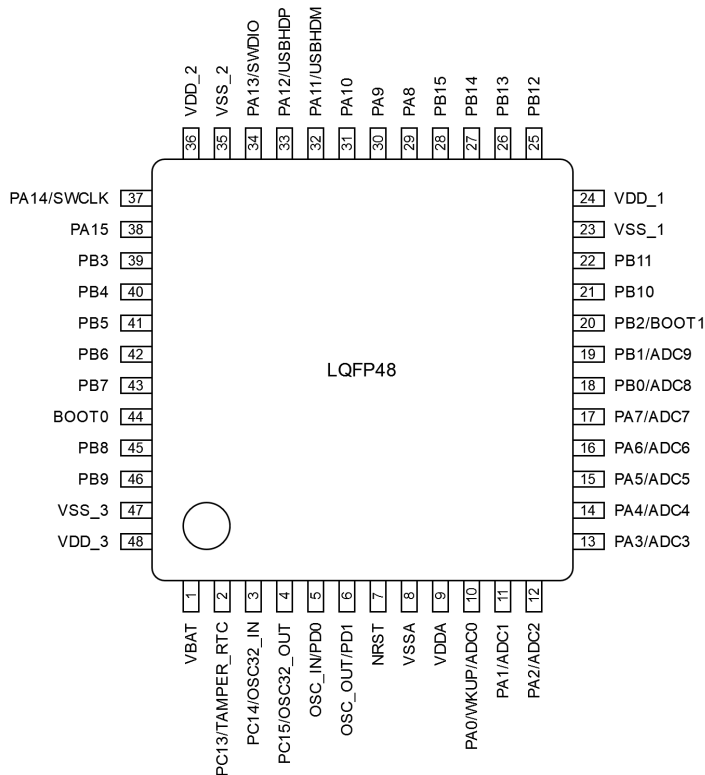 VDD_2
VSS_2
PA13/SWDIO
PA12/USBHDP
PA11/USBHDM
PA10
PA9
PA8
PB15
PB14
PB13
PB12
36
35
34
33
32
31
30
29
28
27
26
25
PA14/SWCLK 37
PA15 38
PB3 39
PB4 40
PB5 41
PB6 42
PB7 43
BOOT0 44
PB8 45
PB9 46
VSS_3 47
VDD_3 48
LQFP48
24 VDD_1
23 VSS_1
22 PB11
21 PB10
20 PB2/BOOT1
19 PB1/ADC9
18 PB0/ADC8
17 PA7/ADC7
16 PA6/ADC6
15 PA5/ADC5
14 PA4/ADC4
13 PA3/ADC3
1
2
3
4
5
6
7
8
9
10
11
12
VBAT
PC13/TAMPER_RTC
PC14/OSC32_IN
PC15/OSC32_OUT
OSC_IN/PD0
OSC_OUT/PD1
NRST
VSSA
VDDA
PA0/WKUP/ADC0
PA1/ADC1
PA2/ADC2